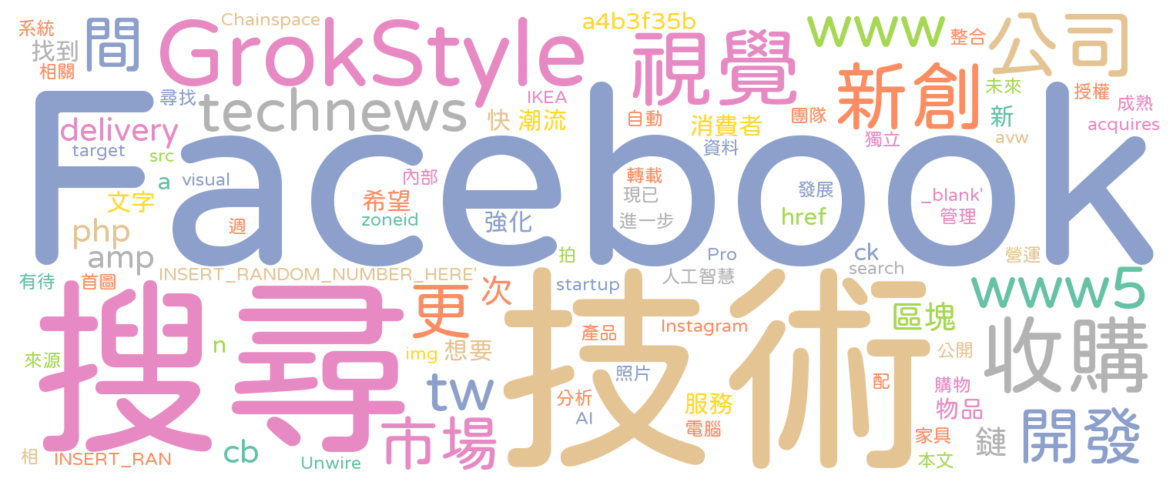 Chainspace
a4b3f35b
www
系統
找到
相關
間
GrokStyle
視覺
整合
公司
新創
尋找
technews
IKEA
快
潮流
自動
消費者
團隊
未來
新
授權
成熟
acquires
delivery
target
src
a
visual
資料
獨立
avw
Facebook
文字
希望
內部
zoneid
轉載
現已
進一步
發展
href
_blank'
管理
php
amp
週
強化
拍
Pro
人工智慧
ck
search
營運
有待
首圖
INSERT_RANDOM_NUMBER_HERE'
startup
www5
搜尋
更
次
技術
產品
Instagram
區塊
收購
來源
n
img
想要
照片
公開
tw
分析
AI
服務
電腦
配
購物
物品
開發
市場
cb
家具
鏈
本文
相
INSERT_RAN
Unwire